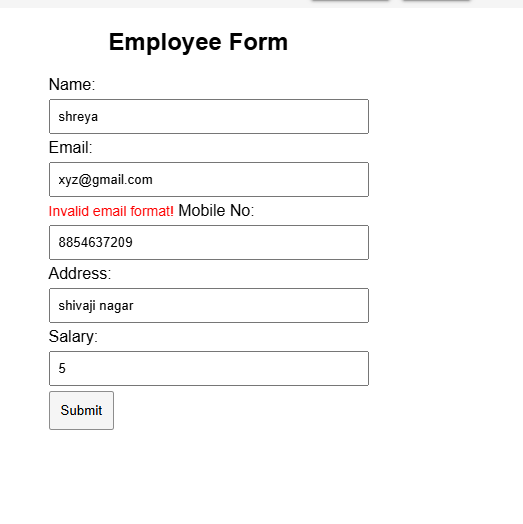 Employee Form
Name:
shreya
Email:
xyz@gmail.com
Invalid email format! Mobile No:
8854637209
Address:
shivaji nagar
Salary:
5
Submit